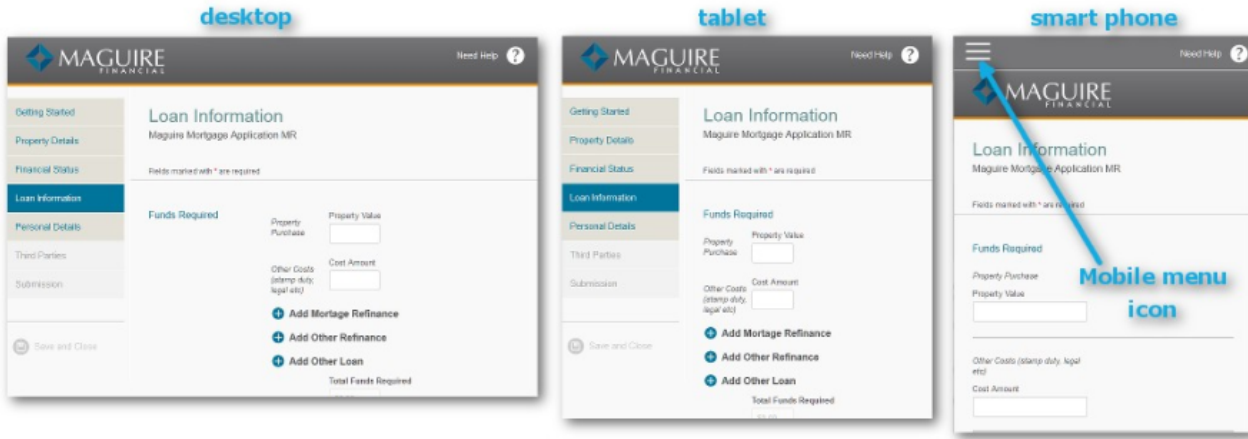 desktop
MAGUIRE
FINANCIAL
Need Help ?
Getting Started
Property Details
Financial Status
Loan Information
Personal Details
Third Parties
Submission
Save and Close
Loan Information
Maguire Mortgage Application MR
Fields marked with * are required
Funds Required
Property
Purchase
Property Value
Other Costs
(stamp duty,
legal etc)
Cost Amount
Add Mortage Refinance
Add Other Refinance
Add Other Loan
Total Funds Required
tablet
MAGUIRE
FINANCIAL
Need Help ?
Getting Started
Property Details
Financial Status
Loan Information
Personal Details
Third Parties
Submission
Save and Close
Loan Information
Maguire Mortgage Application MR
Fields marked with * are required
Funds Required
Property
Purchase
Property Value
Other Costs
(stamp duty,
legal etc)
Cost Amount
Add Mortage Refinance
Add Other Refinance
Add Other Loan
Total Funds Required
smart phone
Need Help ?
MAGUIRE
FINANCIAL
Loan Information
Maguire Mortgage Application MR
Fields marked with * are required
Funds Required
Property Purchase
Property Value
Mobile menu
icon
Other Costs (stamp duty, legal
etc)
Cost Amount